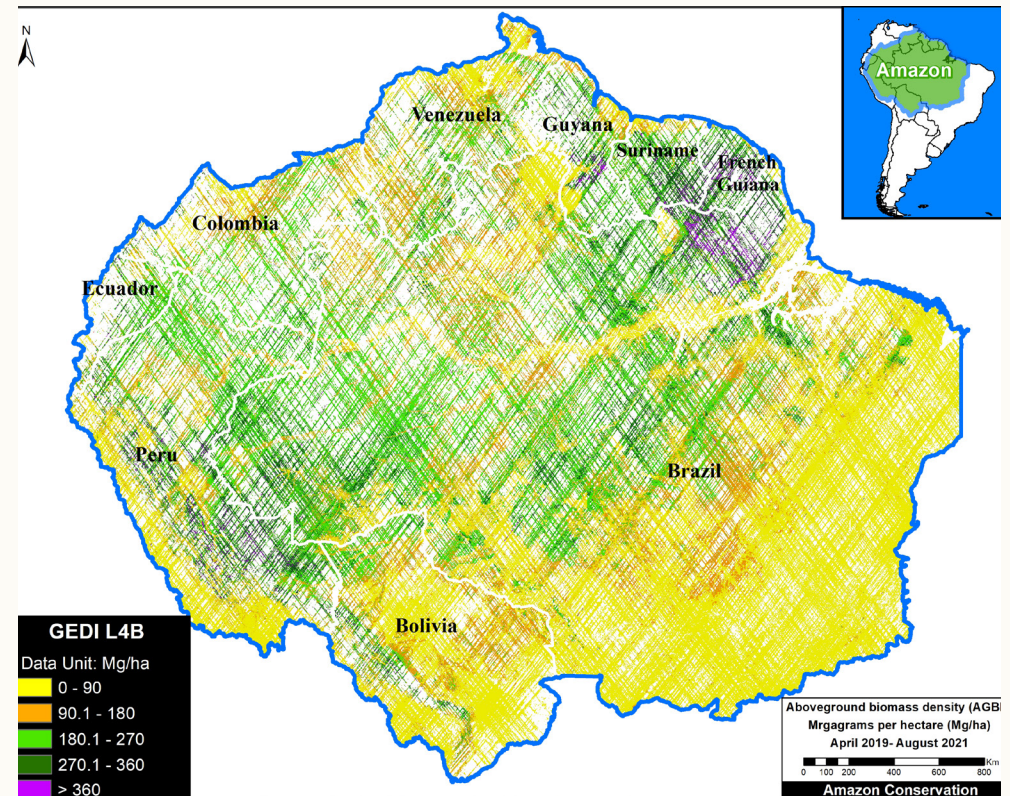 N
Amazon
Venezuela
Guyana
Suriname
French
Guiana
Colombia
Ecuador
Peru
Brazil
Bolivia
GEDI L4B
Data Unit: Mg/ha
0 - 90
90.1 - 180
180.1 - 270
270.1 - 360
> 360
Aboveground biomass density (AGB
Mrgagrams per hectare (Mg/ha)
April 2019- August 2021
Km
0 100 200 400 600 800
Amazon Conservation